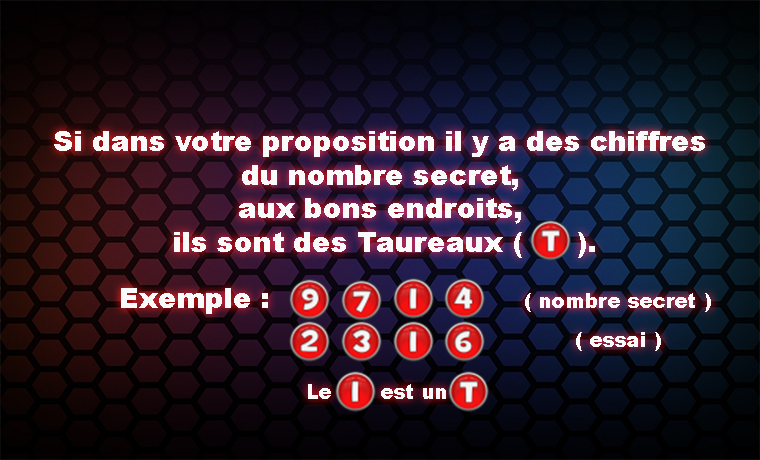 Si dans votre proposition il y a des chiffres
du nombre secret,
aux bons endroits,
ils sont des Taureaux ( T ).
Exemple : 9 7 1 4 ( nombre secret )
2 3 1 6 ( essai )
Le 1 est un T